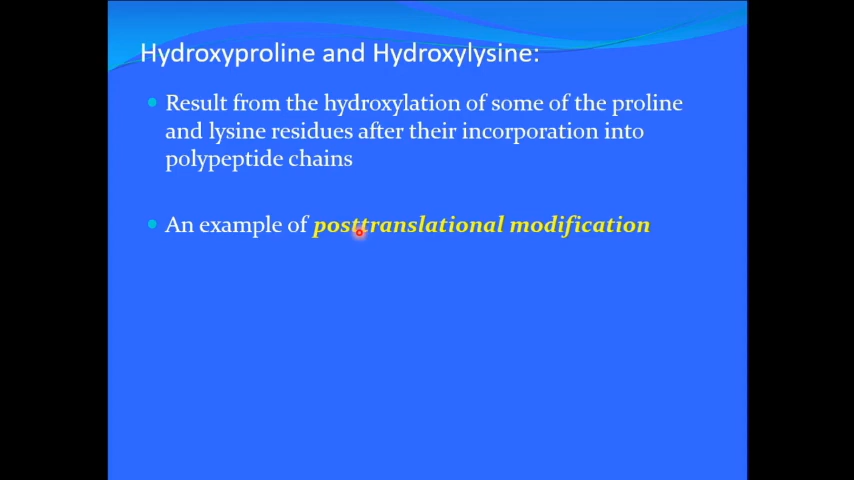 Hydroxyproline and Hydroxylysine:
Result from the hydroxylation of some of the proline
and lysine residues after their incorporation into
polypeptide chains
An example of posttranslational modification